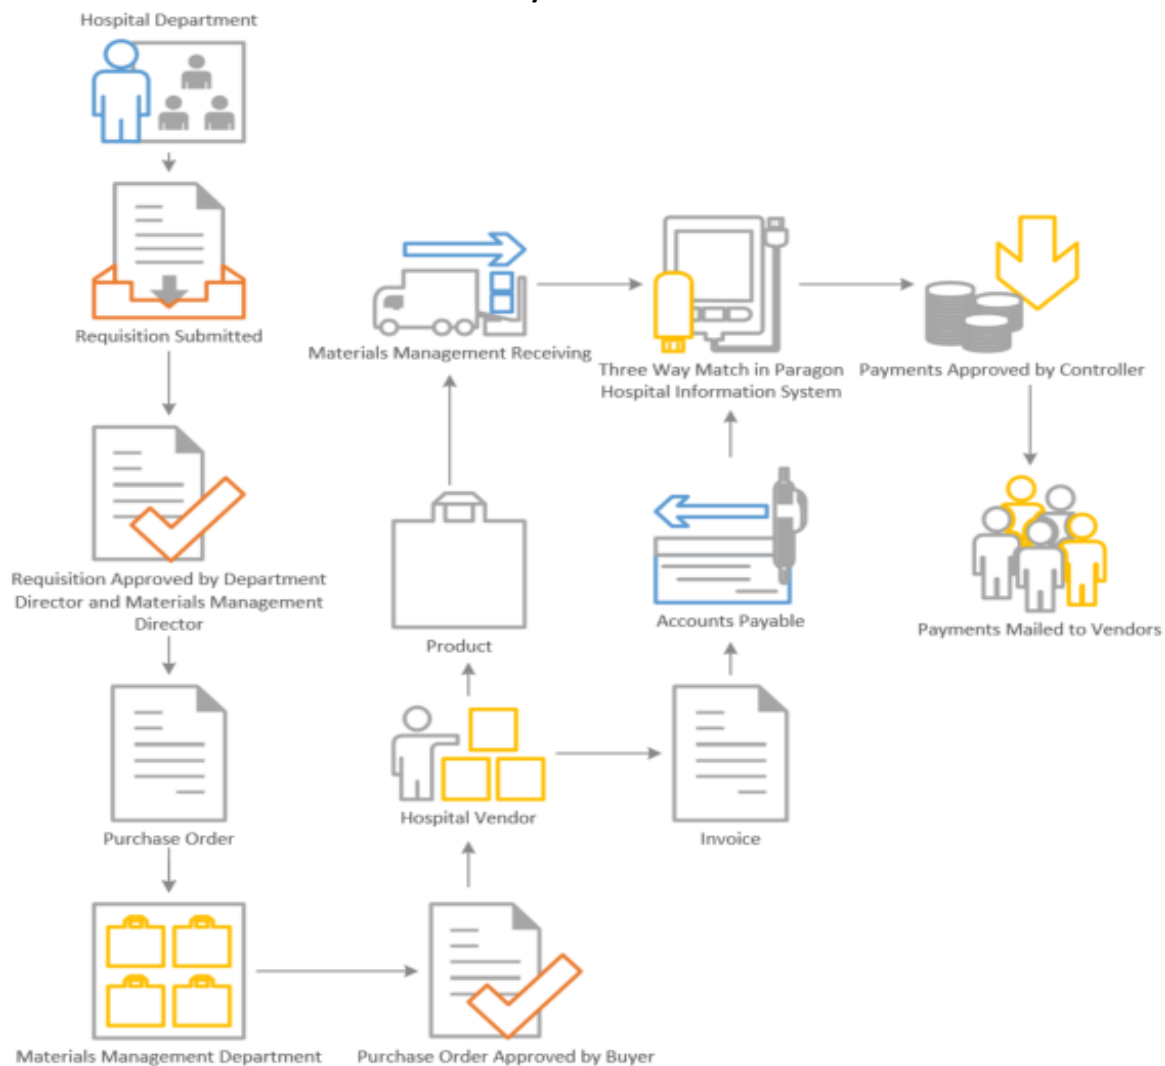 Hospital Department
Requisition Submitted
Requisition Approved by Department
Director and Materials Management
Director
Purchase Order
Materials Management Department
Purchase Order Approved by Buyer
Hospital Vendor
Product
Materials Management Receiving
Invoice
Accounts Payable
Three Way Match in Paragon
Hospital Information System
Payments Approved by Controller
Payments Mailed to Vendors